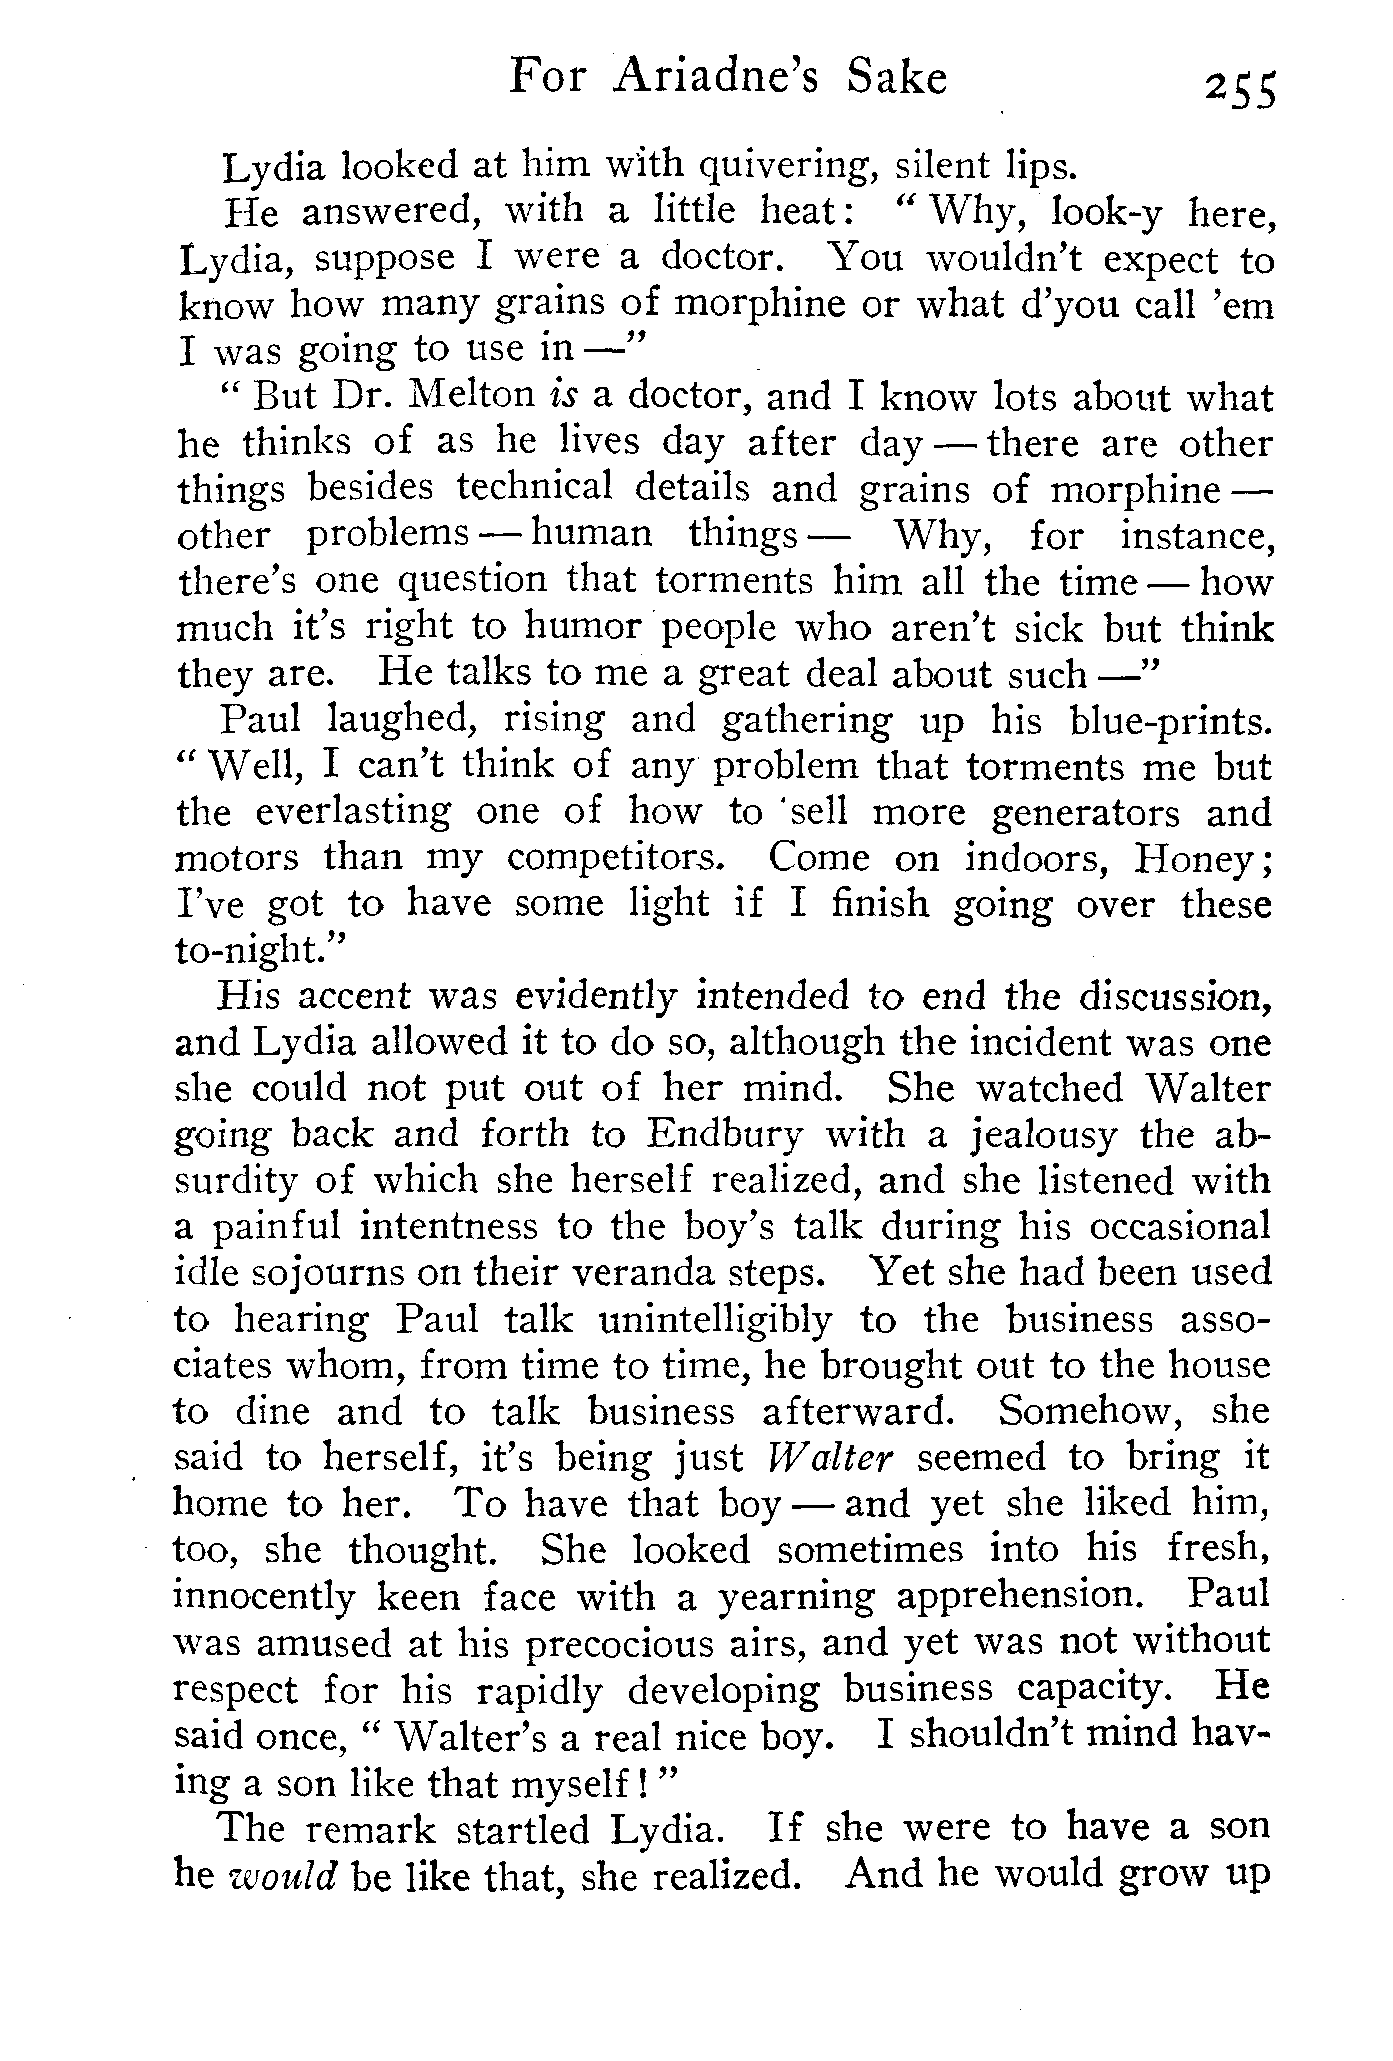 For Ariadne's Sake 255
Lydia looked at him with quivering, silent lips.
He answered, with a little heat: " Why, look-y here,
Lydia, suppose I were a doctor. You wouldn't expect to
know how many grains of morphine or what d'you call 'em
I was going to use in —"
" But Dr. Melton is a doctor, and I know lots about what
he thinks of as he lives day after day — there are other
things besides technical details and grains of morphine —
other problems — human things — Why, for instance,
there's one question that torments him all the time — how
much it's right to humor people who aren't sick but think
they are. He talks to me a great deal about such —"
Paul laughed, rising and gathering up his blue-prints.
" Well, I can't think of any problem that torments me but
the everlasting one of how to sell more generators and
motors than my competitors. Come on indoors, Honey;
I've got to have some light if I finish going over these
to-night."
His accent was evidently intended to end the discussion,
and Lydia allowed it to do so, although the incident was one
she could not put out of her mind. She watched Walter
going back and forth to Endbury with a jealousy the ab-
surdity of which she herself realized, and she listened with
a painful intentness to the boy's talk during his occasional
idle sojourns on their veranda steps. Yet she had been used
to hearing Paul talk unintelligibly to the business asso-
ciates whom, from time to time, he brought out to the house
to dine and to talk business afterward. Somehow, she
said to herself, it's being just Walter seemed to bring it
home to her. To have that boy — and yet she liked him,
too, she thought. She looked sometimes into his fresh,
innocently keen face with a yearning apprehension. Paul
was amused at his precocious airs, and yet was not without
respect for his rapidly developing business capacity. He
said once, " Walter's a real nice boy. I shouldn't mind hav-
ing a son like that myself! "
The remark startled Lydia. If she were to have a son
he would be like that, she realized. And he would grow up